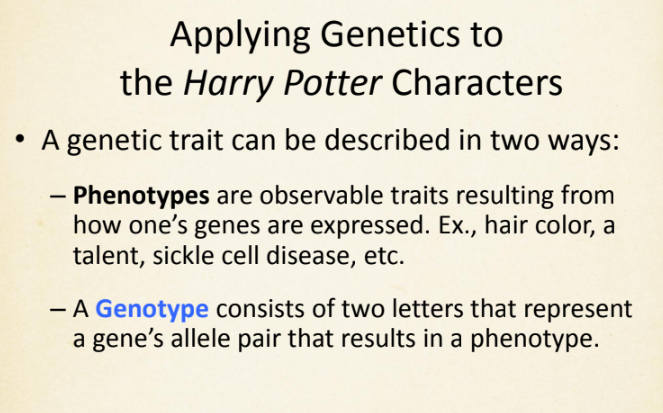 Applying Genetics to
the Harry Potter Characters
• A genetic trait can be described in two ways:
– Phenotypes are observable traits resulting from
how one’s genes are expressed. Ex., hair color, a
talent, sickle cell disease, etc.
– A Genotype consists of two letters that represent
a gene’s allele pair that results in a phenotype.